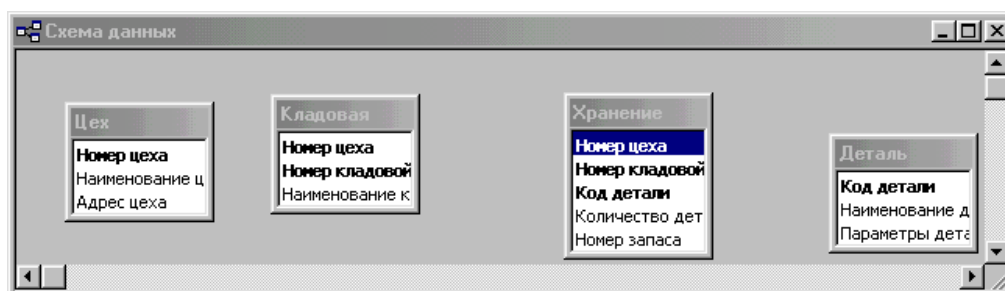 Схема данных
Цех
Номер цеха
Наименование ц
Адрес цеха
Кладовая
Номер цеха
Номер кладовой
Наименование к
Хранение
Номер цеха
Номер кладовой
Код детали
Количество дет
Номер запаса
Деталь
Код детали
Наименование д
Параметры дета